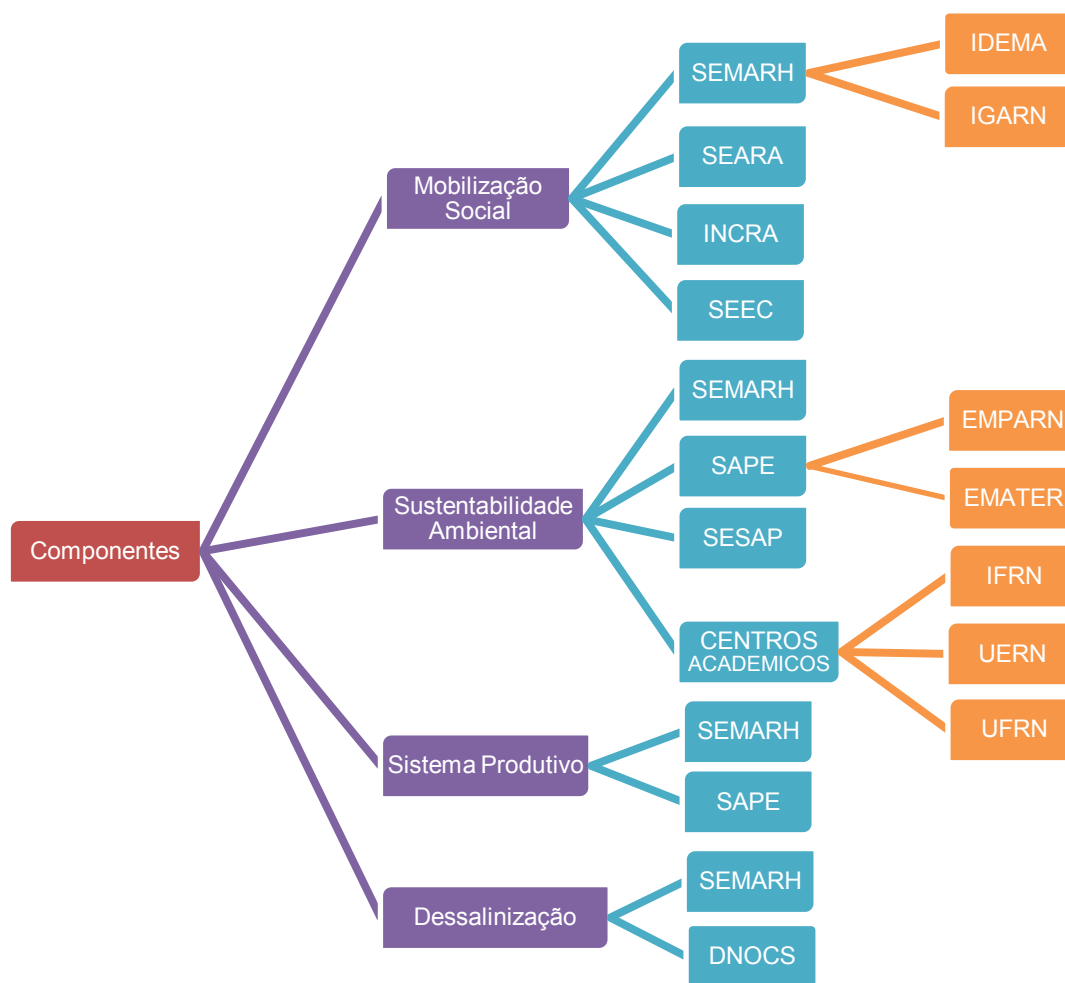 Componentes
Mobilização
Social
SEMARH
IDEMA
IGARN
SEARA
INCRA
SEEC
Sustentabilidade
Ambiental
SEMARH
SAPE
EMPARN
EMATER
SESAP
CENTROS
ACADEMICOS
IFRN
UERN
UFRN
Sistema Produtivo
SEMARH
SAPE
Dessalinização
SEMARH
DNOCS